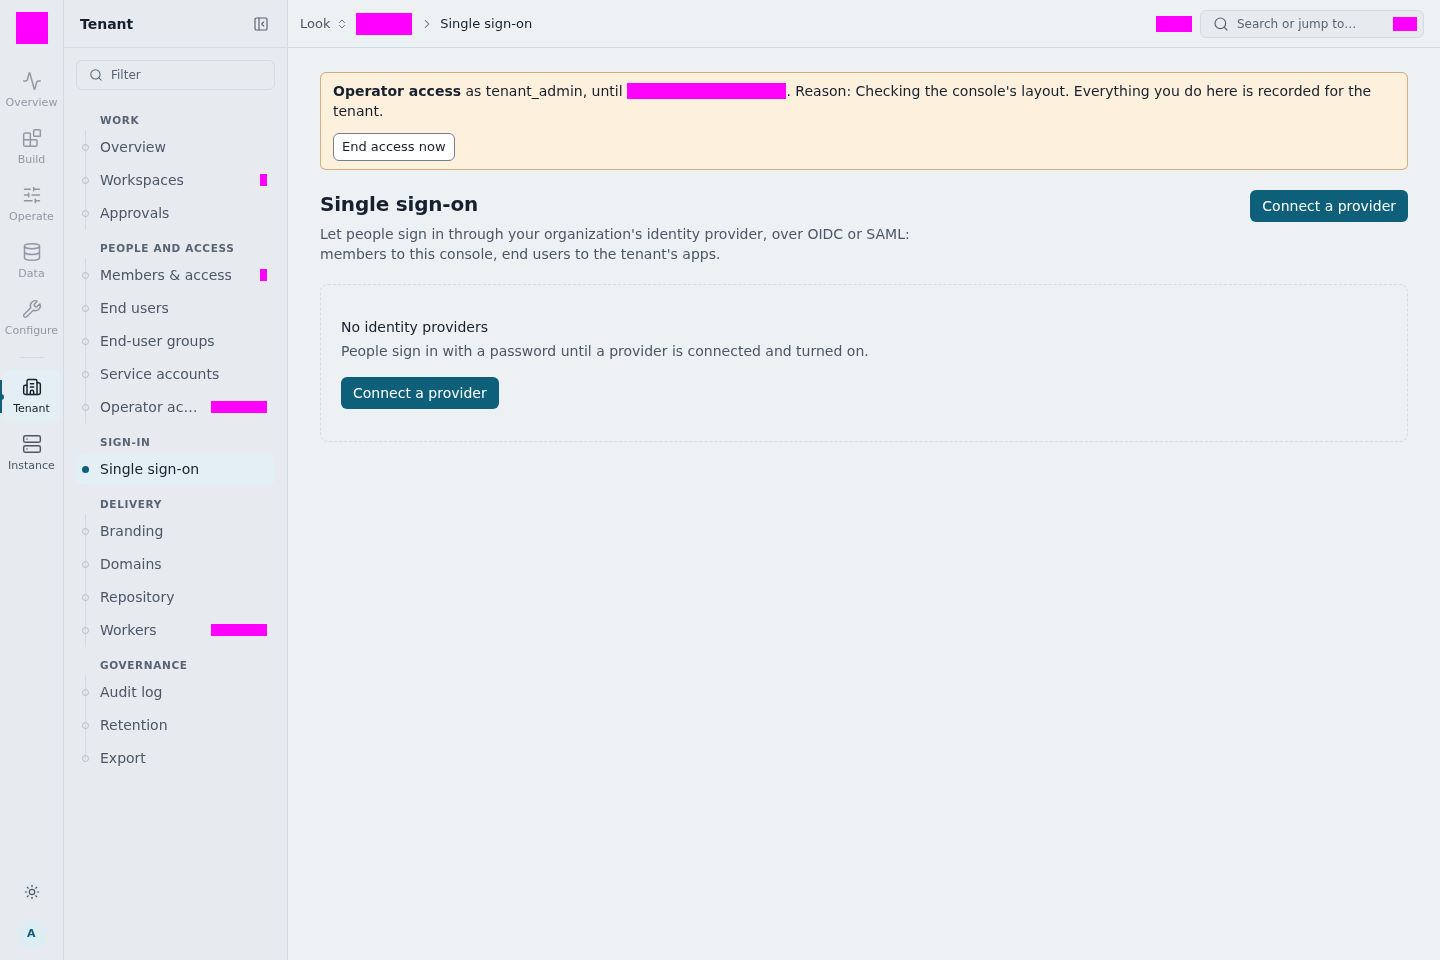 Tenant
Look
Single sign-on
Search or jump to...
Filter
Overview
Build
Operate
Data
Configure
Tenant
Instance
A
WORK
Overview
Workspaces
Approvals
PEOPLE AND ACCESS
Members & access
End users
End-user groups
Service accounts
Operator ac...
SIGN-IN
Single sign-on
DELIVERY
Branding
Domains
Repository
Workers
GOVERNANCE
Audit log
Retention
Export
Operator access as tenant_admin, until . Reason: Checking the console's layout. Everything you do here is recorded for the
tenant.
End access now
Single sign-on
Connect a provider
Let people sign in through your organization's identity provider, over OIDC or SAML:
members to this console, end users to the tenant's apps.
No identity providers
People sign in with a password until a provider is connected and turned on.
Connect a provider